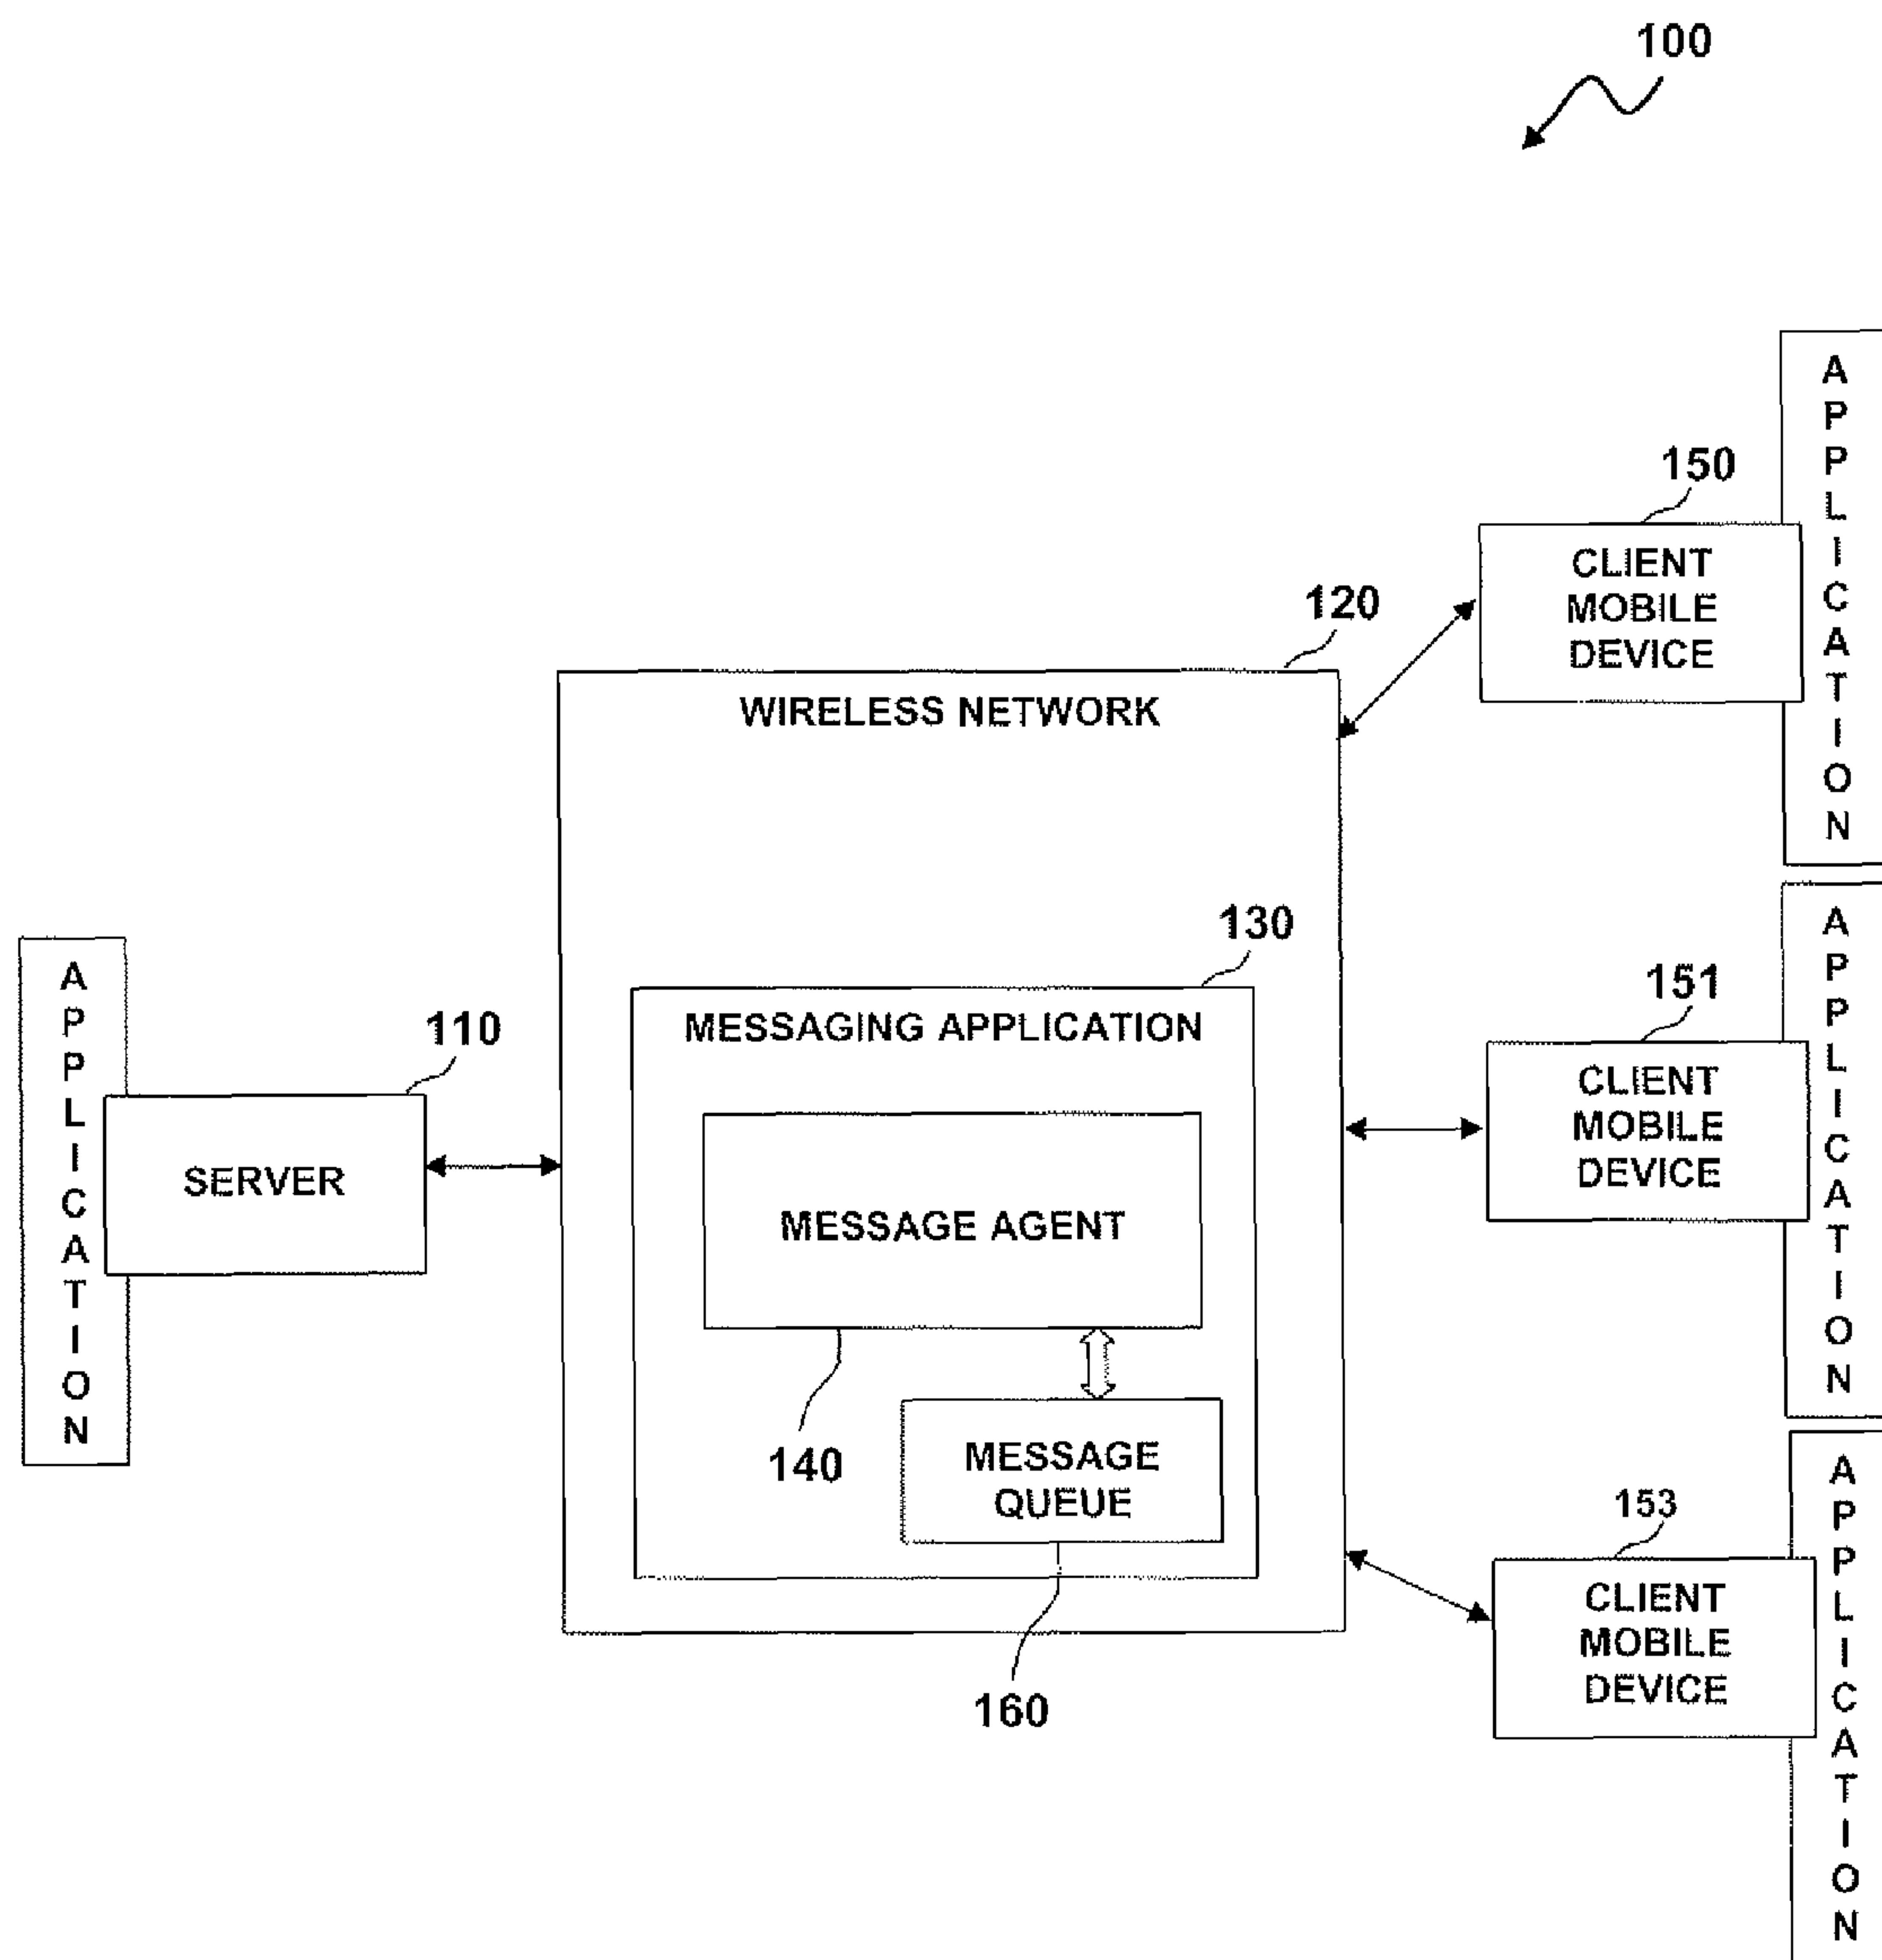 100
APPLICATION
150
CLIENT
MOBILE
DEVICE
120
WIRELESS NETWORK
130
MESSAGING APPLICATION
APPLICATION
151
CLIENT
MOBILE
DEVICE
APPLICATION
110
SERVER
MESSAGE AGENT
140
MESSAGE
QUEUE
160
APPLICATION
153
CLIENT
MOBILE
DEVICE